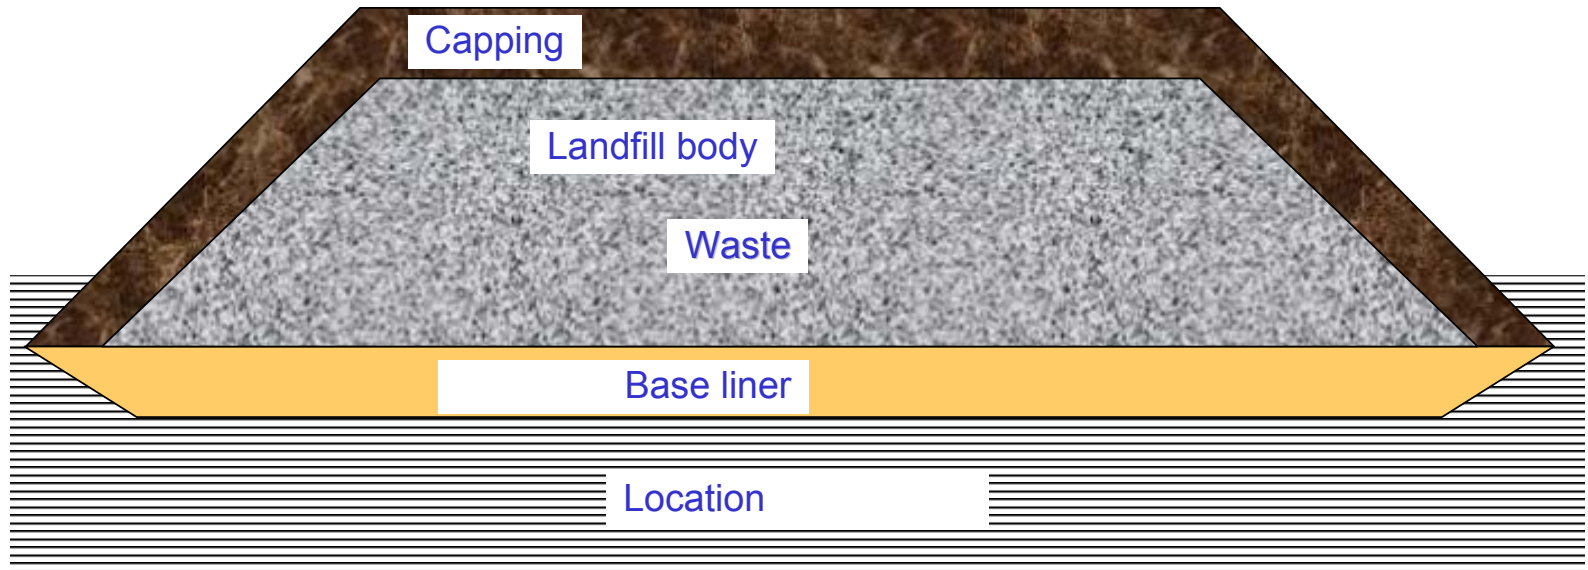 Capping
Landfill body
Waste
Base liner
Location